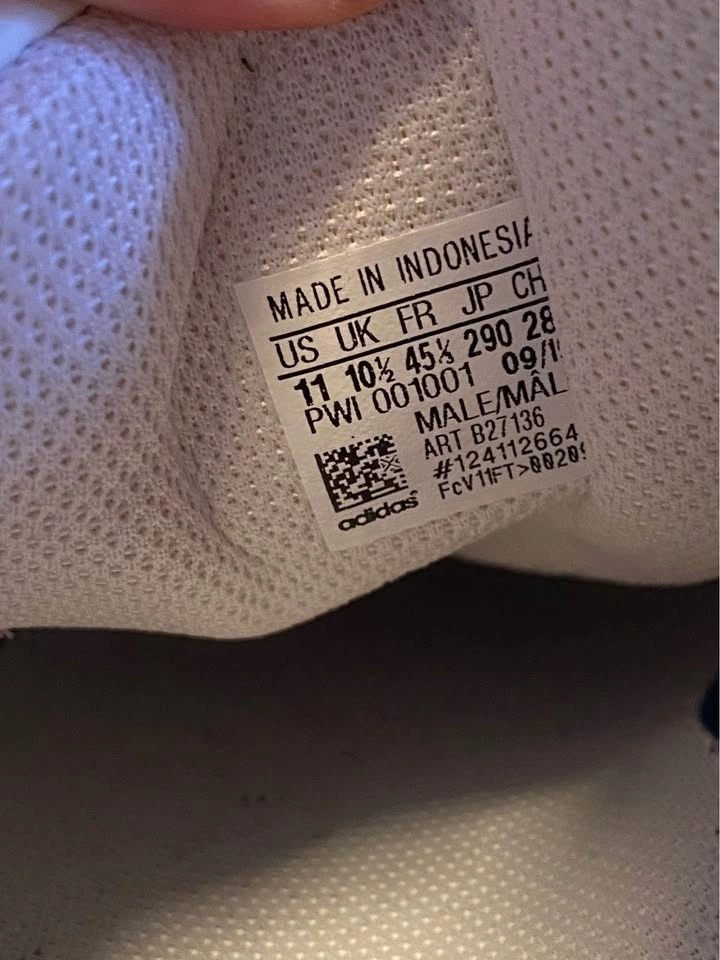 MADE IN INDONESIA
US UK FR JP CH
11 10½ 45⅓ 290 28
PWI 001001 09/1
MALE/MÂL
ART B27136
#124112664
FcV11FT>0020
adidas